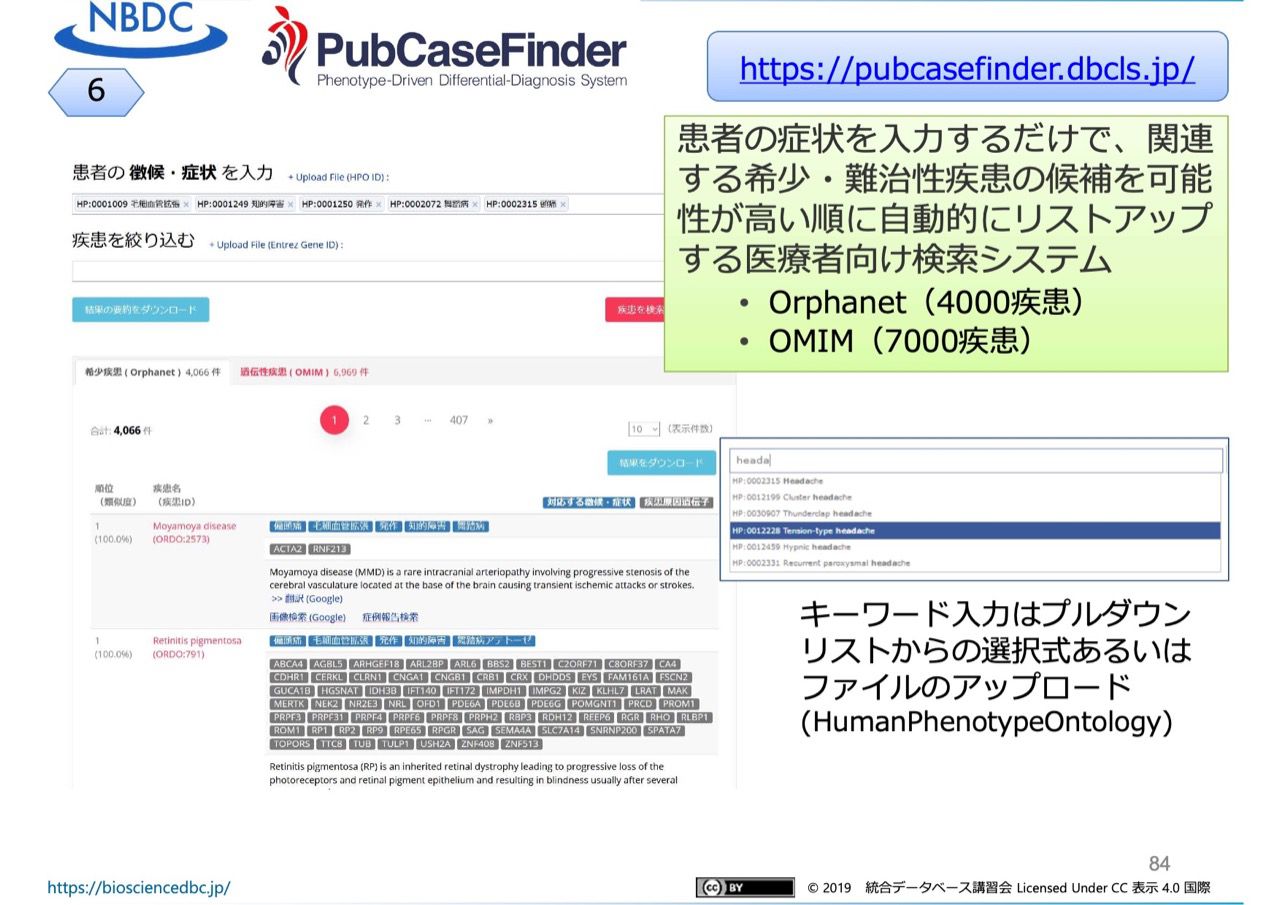 NBDC
PubCaseFinder
Phenotype-Driven Differential-Diagnosis System
6
https://pubcasefinder.dbcls.jp/
患者の症状を入力するだけで、関連
する希少・難治性疾患の候補を可能
性が高い順に自動的にリストアップ
する医療者向け検索システム
• Orphanet（4000疾患）
• OMIM（7000疾患）
患者の 徴候・症状 を入力 + Upload File (HPO ID) :
HP:0001009 毛細血管拡張 × HP:0001249 知的障害 × HP:0001250 発作 × HP:0002072 舞踏病 × HP:0002315 頭痛 ×
疾患を絞り込む + Upload File (Entrez Gene ID) :
結果の要約をダウンロード
疾患を検索
希少疾患 ( Orphanet ) 4,066 件 遺伝性疾患 ( OMIM ) 6,969 件
合計: 4,066 件
1 2 3 ... 407 »
10 （表示件数）
結果をダウンロード
順位 疾患名
（類似度） （疾患ID）
対応する徴候・症状 疾患原因遺伝子
1 Moyamoya disease 偏頭痛 毛細血管拡張 発作 知的障害 舞踏病
(100.0%) (ORDO:2573)
ACTA2 RNF213
Moyamoya disease (MMD) is a rare intracranial arteriopathy involving progressive stenosis of the
cerebral vasculature located at the base of the brain causing transient ischemic attacks or strokes.
>> 翻訳 (Google)
画像検索 (Google) 症例報告検索
1 Retinitis pigmentosa 偏頭痛 毛細血管拡張 発作 知的障害 舞踏病アテトーゼ
(100.0%) (ORDO:791)
ABCA4 AGBL5 ARHGEF18 ARL2BP ARL6 BBS2 BEST1 C2ORF71 C8ORF37 CA4
CDHR1 CERKL CLRN1 CNGA1 CNGB1 CRB1 CRX DHDDS EYS FAM161A FSCN2
GUCA1B HGSNAT IDH3B IFT140 IFT172 IMPDH1 IMPG2 KIZ KLHL7 LRAT MAK
MERTK NEK2 NR2E3 NRL OFD1 PDE6A PDE6B PDE6G POMGNT1 PRCD PROM1
PRPF3 PRPF31 PRPF4 PRPF6 PRPF8 PRPH2 RBP3 RDH12 REEP6 RGR RHO RLBP1
ROM1 RP1 RP2 RP9 RPE65 RPGR SAG SEMA4A SLC7A14 SNRNP200 SPATA7
TOPORS TTC8 TUB TULP1 USH2A ZNF408 ZNF513
Retinitis pigmentosa (RP) is an inherited retinal dystrophy leading to progressive loss of the
photoreceptors and retinal pigment epithelium and resulting in blindness usually after several
heada
HP:0002315 Headache
HP:0012199 Cluster headache
HP:0030907 Thunderclap headache
HP:0012228 Tension-type headache
HP:0012459 Hypnic headache
HP:0002331 Recurrent paroxysmal headache
キーワード入力はプルダウン
リストからの選択式あるいは
ファイルのアップロード
(HumanPhenotypeOntology)
84
https://biosciencedbc.jp/
cc BY © 2019 統合データベース講習会 Licensed Under CC 表示 4.0 国際